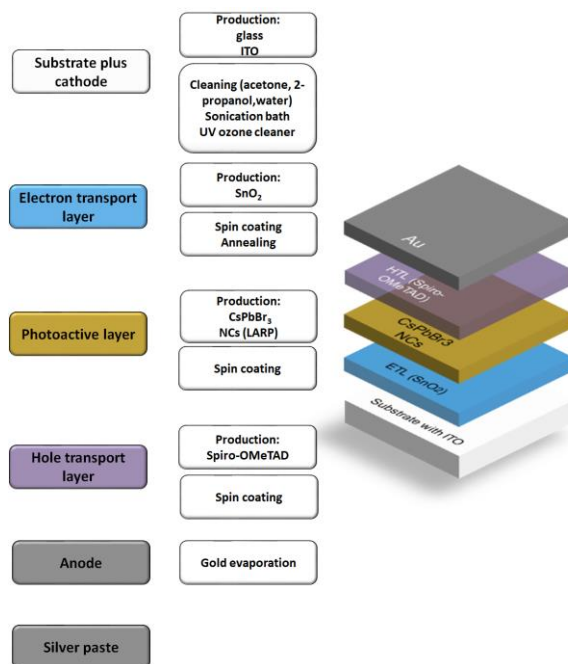 Production:
glass
ITO
Substrate plus
cathode
Cleaning (acetone, 2-
propanol,water)
Sonication bath
UV ozone cleaner
Electron transport
layer
Production:
SnO₂
Spin coating
Annealing
Photoactive layer
Production:
CsPbBr₃
NCs (LARP)
Spin coating
Hole transport
layer
Production:
Spiro-OMeTAD
Spin coating
Anode
Gold evaporation
Silver paste
Au
HTL (Spiro-
OMeTAD)
CsPbBr3
NCs
ETL (SnO₂)
Substrate with ITO